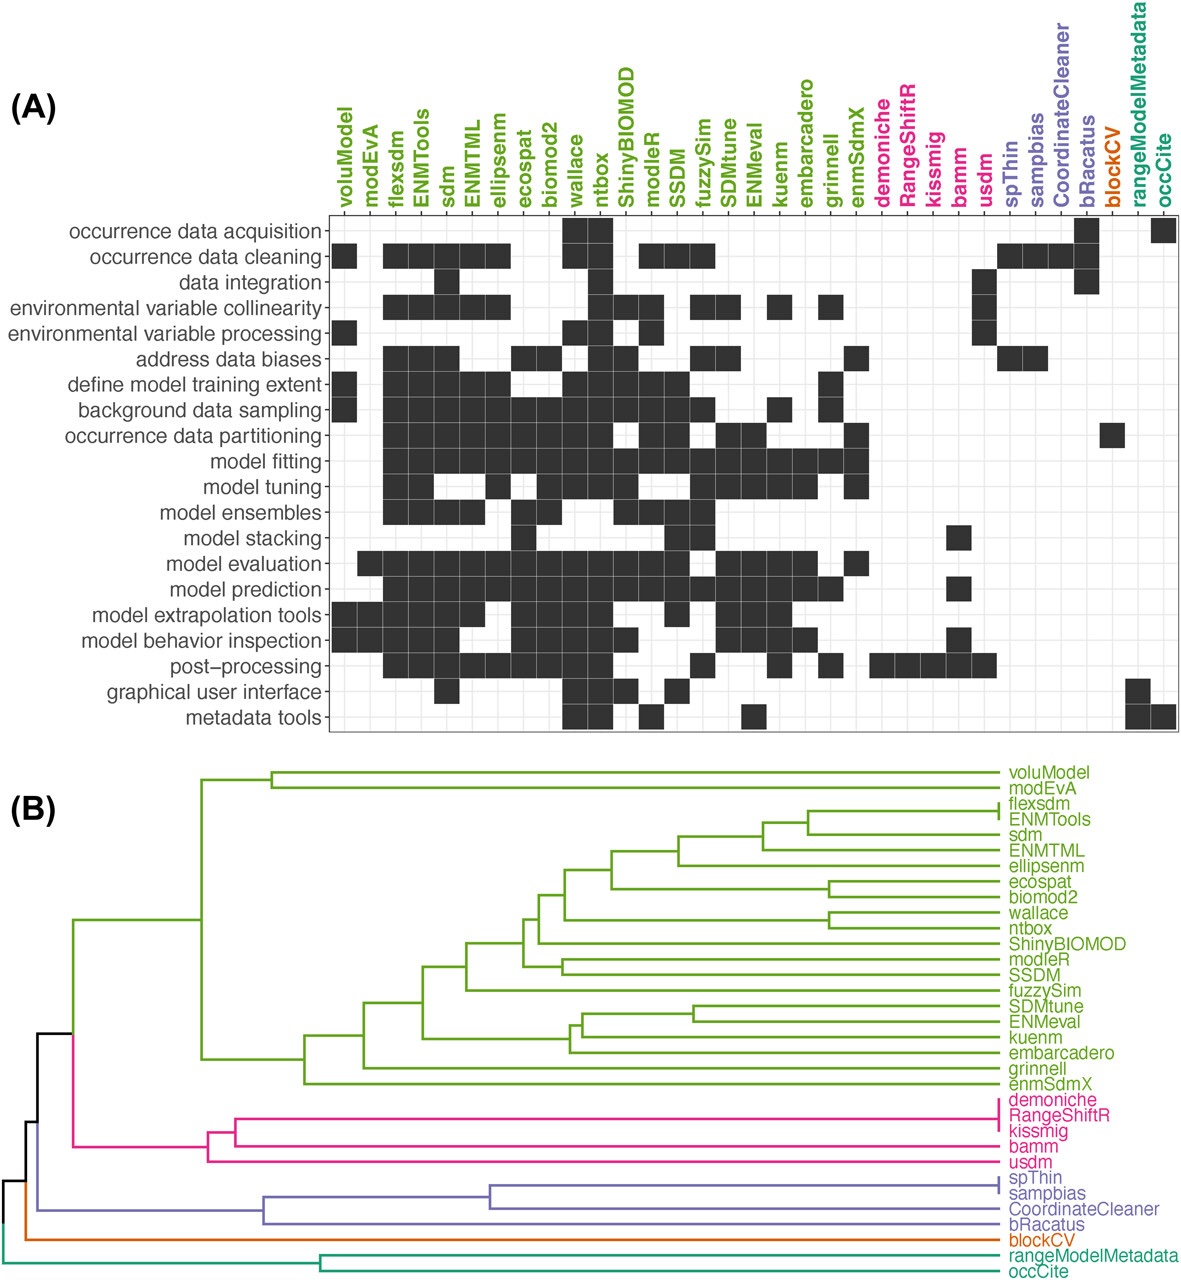 (A)
voluModel
modEvA
flexsdm
ENMTools
sdm
ENMTML
ellipsenm
ecospat
biomod2
wallace
ntbox
ShinyBIOMOD
modleR
SSDM
fuzzySim
SDMtune
ENMeval
kuenm
embarcadero
grinnell
enmSdmX
demoniche
RangeShiftR
kissmig
bamm
usdm
spThin
sampbias
CoordinateCleaner
bRacatus
blockCV
rangeModelMetadata
occCite
occurrence data acquisition
occurrence data cleaning
data integration
environmental variable collinearity
environmental variable processing
address data biases
define model training extent
background data sampling
occurrence data partitioning
model fitting
model tuning
model ensembles
model stacking
model evaluation
model prediction
model extrapolation tools
model behavior inspection
post−processing
graphical user interface
metadata tools
(B)
voluModel
modEvA
flexsdm
ENMTools
sdm
ENMTML
ellipsenm
ecospat
biomod2
wallace
ntbox
ShinyBIOMOD
modleR
SSDM
fuzzySim
SDMtune
ENMeval
kuenm
embarcadero
grinnell
enmSdmX
demoniche
RangeShiftR
kissmig
bamm
usdm
spThin
sampbias
CoordinateCleaner
bRacatus
blockCV
rangeModelMetadata
occCite